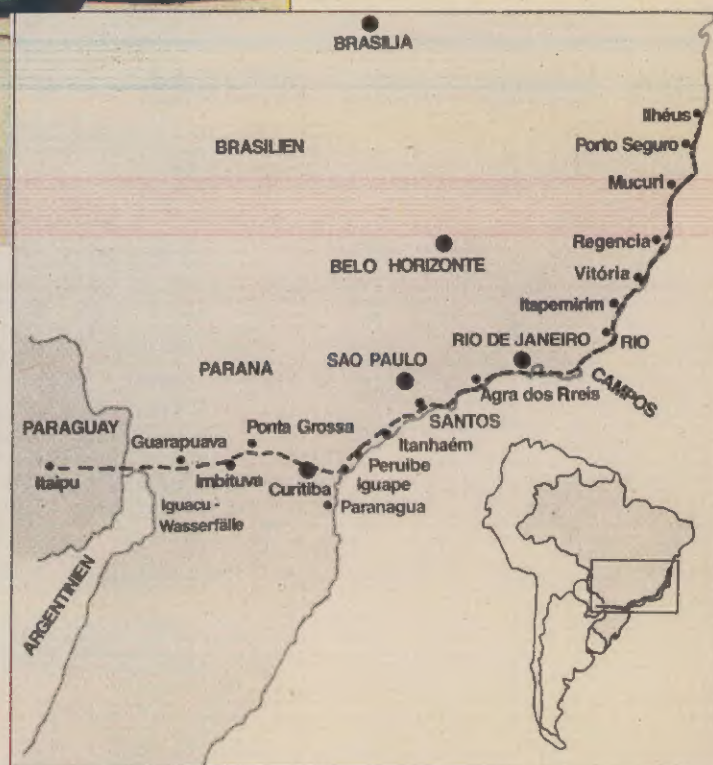 BRASILIA
Ilhéus
BRASILIEN
Porto Seguro
Mucuri
Regencia
BELO HORIZONTE
Vitória
Itapemirim
RIO DE JANEIRO
RIO
CAMPOS
SAO PAULO
PARANA
Agra dos Rreis
SANTOS
PARAGUAY
Ponta Grossa
Guarapuava
Itanhaém
Peruibe
Itaipu
Imbituva
Curitiba
Iguape
Iguacu -
Wasserfälle
Paranagua
ARGENTINIEN